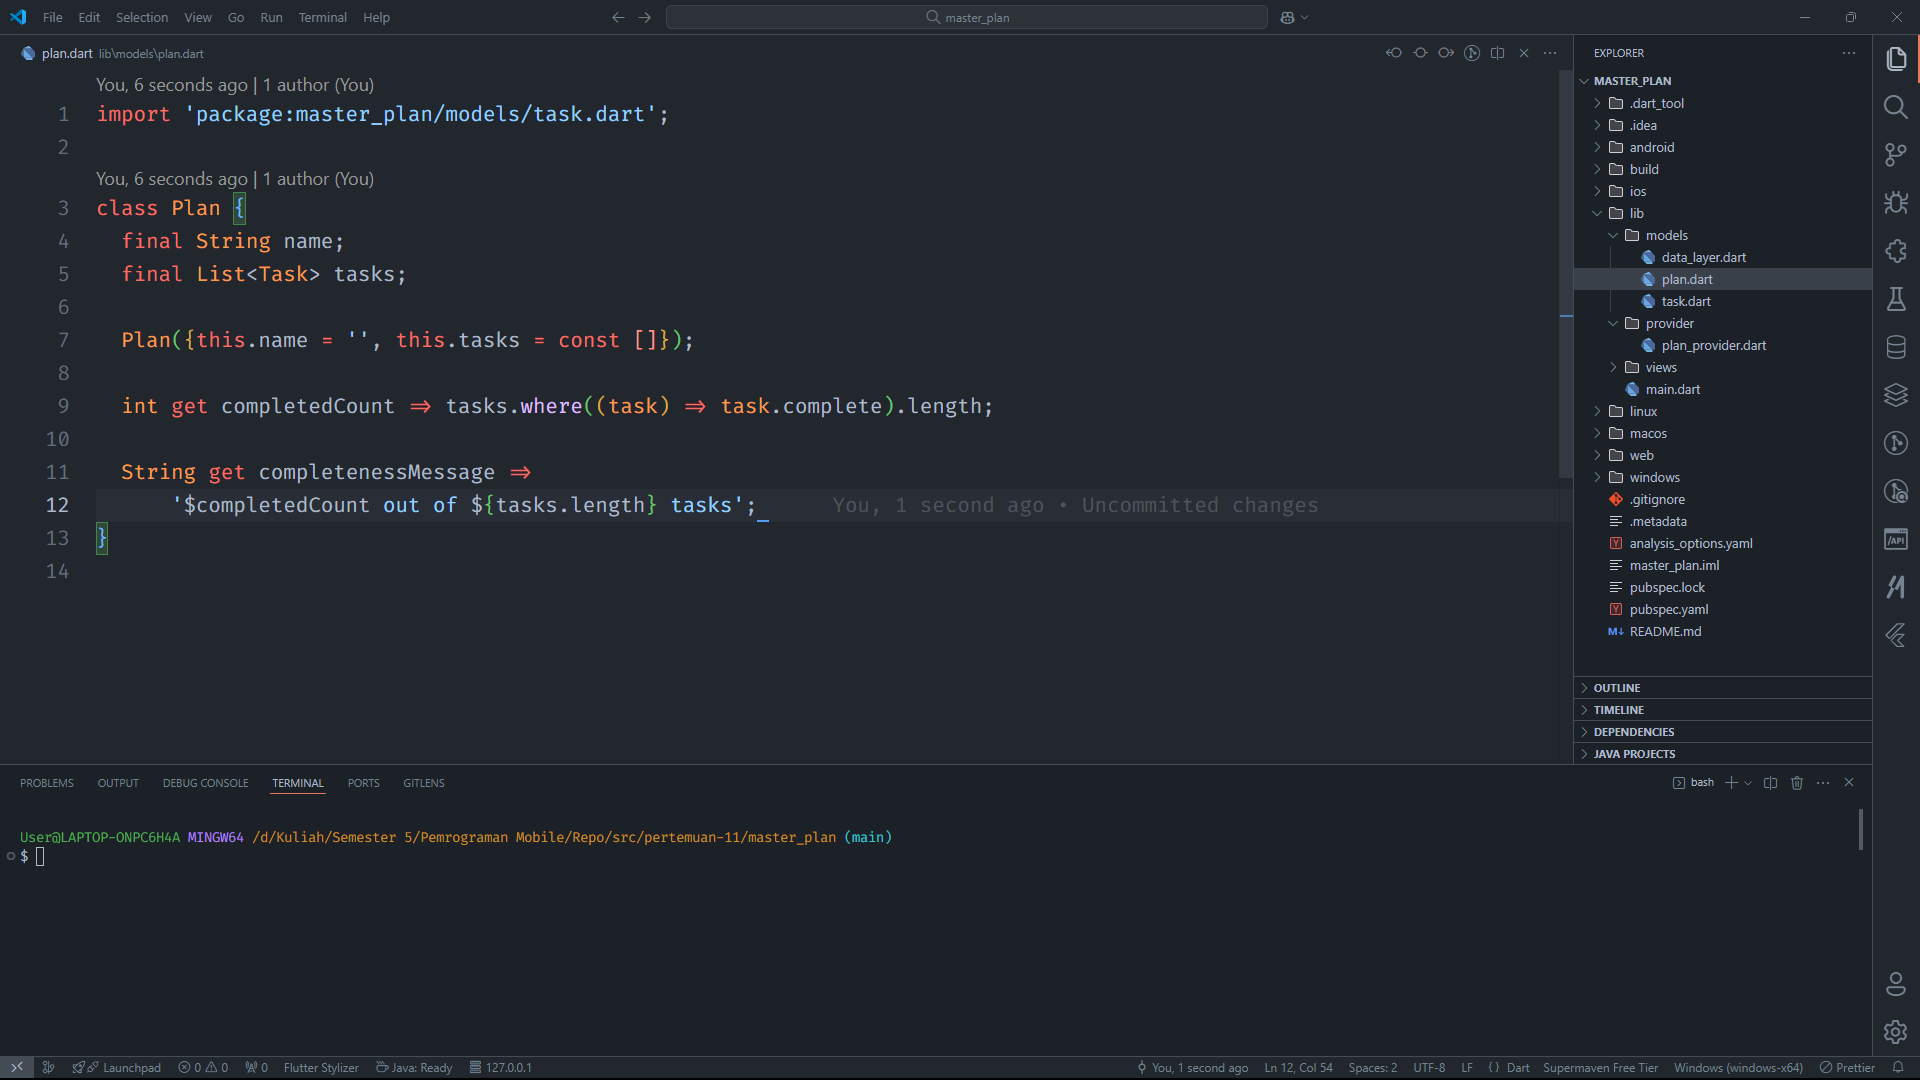 File Edit Selection View Go Run Terminal Help
master_plan
plan.dart lib\models\plan.dart
You, 6 seconds ago | 1 author (You)
1 import 'package:master_plan/models/task.dart';
2
You, 6 seconds ago | 1 author (You)
3 class Plan {
4 final String name;
5 final List<Task> tasks;
6
7 Plan({this.name = '', this.tasks = const []});
8
9 int get completedCount => tasks.where((task) => task.complete).length;
10
11 String get completenessMessage =>
12 '$completedCount out of ${tasks.length} tasks'; You, 1 second ago • Uncommitted changes
13 }
14
EXPLORER
MASTER_PLAN
.dart_tool
.idea
android
build
ios
lib
models
data_layer.dart
plan.dart
task.dart
provider
plan_provider.dart
views
main.dart
linux
macos
web
windows
.gitignore
.metadata
analysis_options.yaml
master_plan.iml
pubspec.lock
pubspec.yaml
README.md
OUTLINE
TIMELINE
DEPENDENCIES
JAVA PROJECTS
PROBLEMS OUTPUT DEBUG CONSOLE TERMINAL PORTS GITLENS
bash
User@LAPTOP-ONPC6H4A MINGW64 /d/Kuliah/Semester 5/Pemrograman Mobile/Repo/src/pertemuan-11/master_plan (main)
$
Launchpad 0 0 0 Flutter Stylizer Java: Ready 127.0.0.1 You, 1 second ago Ln 12, Col 54 Spaces: 2 UTF-8 LF {} Dart Supermaven Free Tier Windows (windows-x64) Prettier